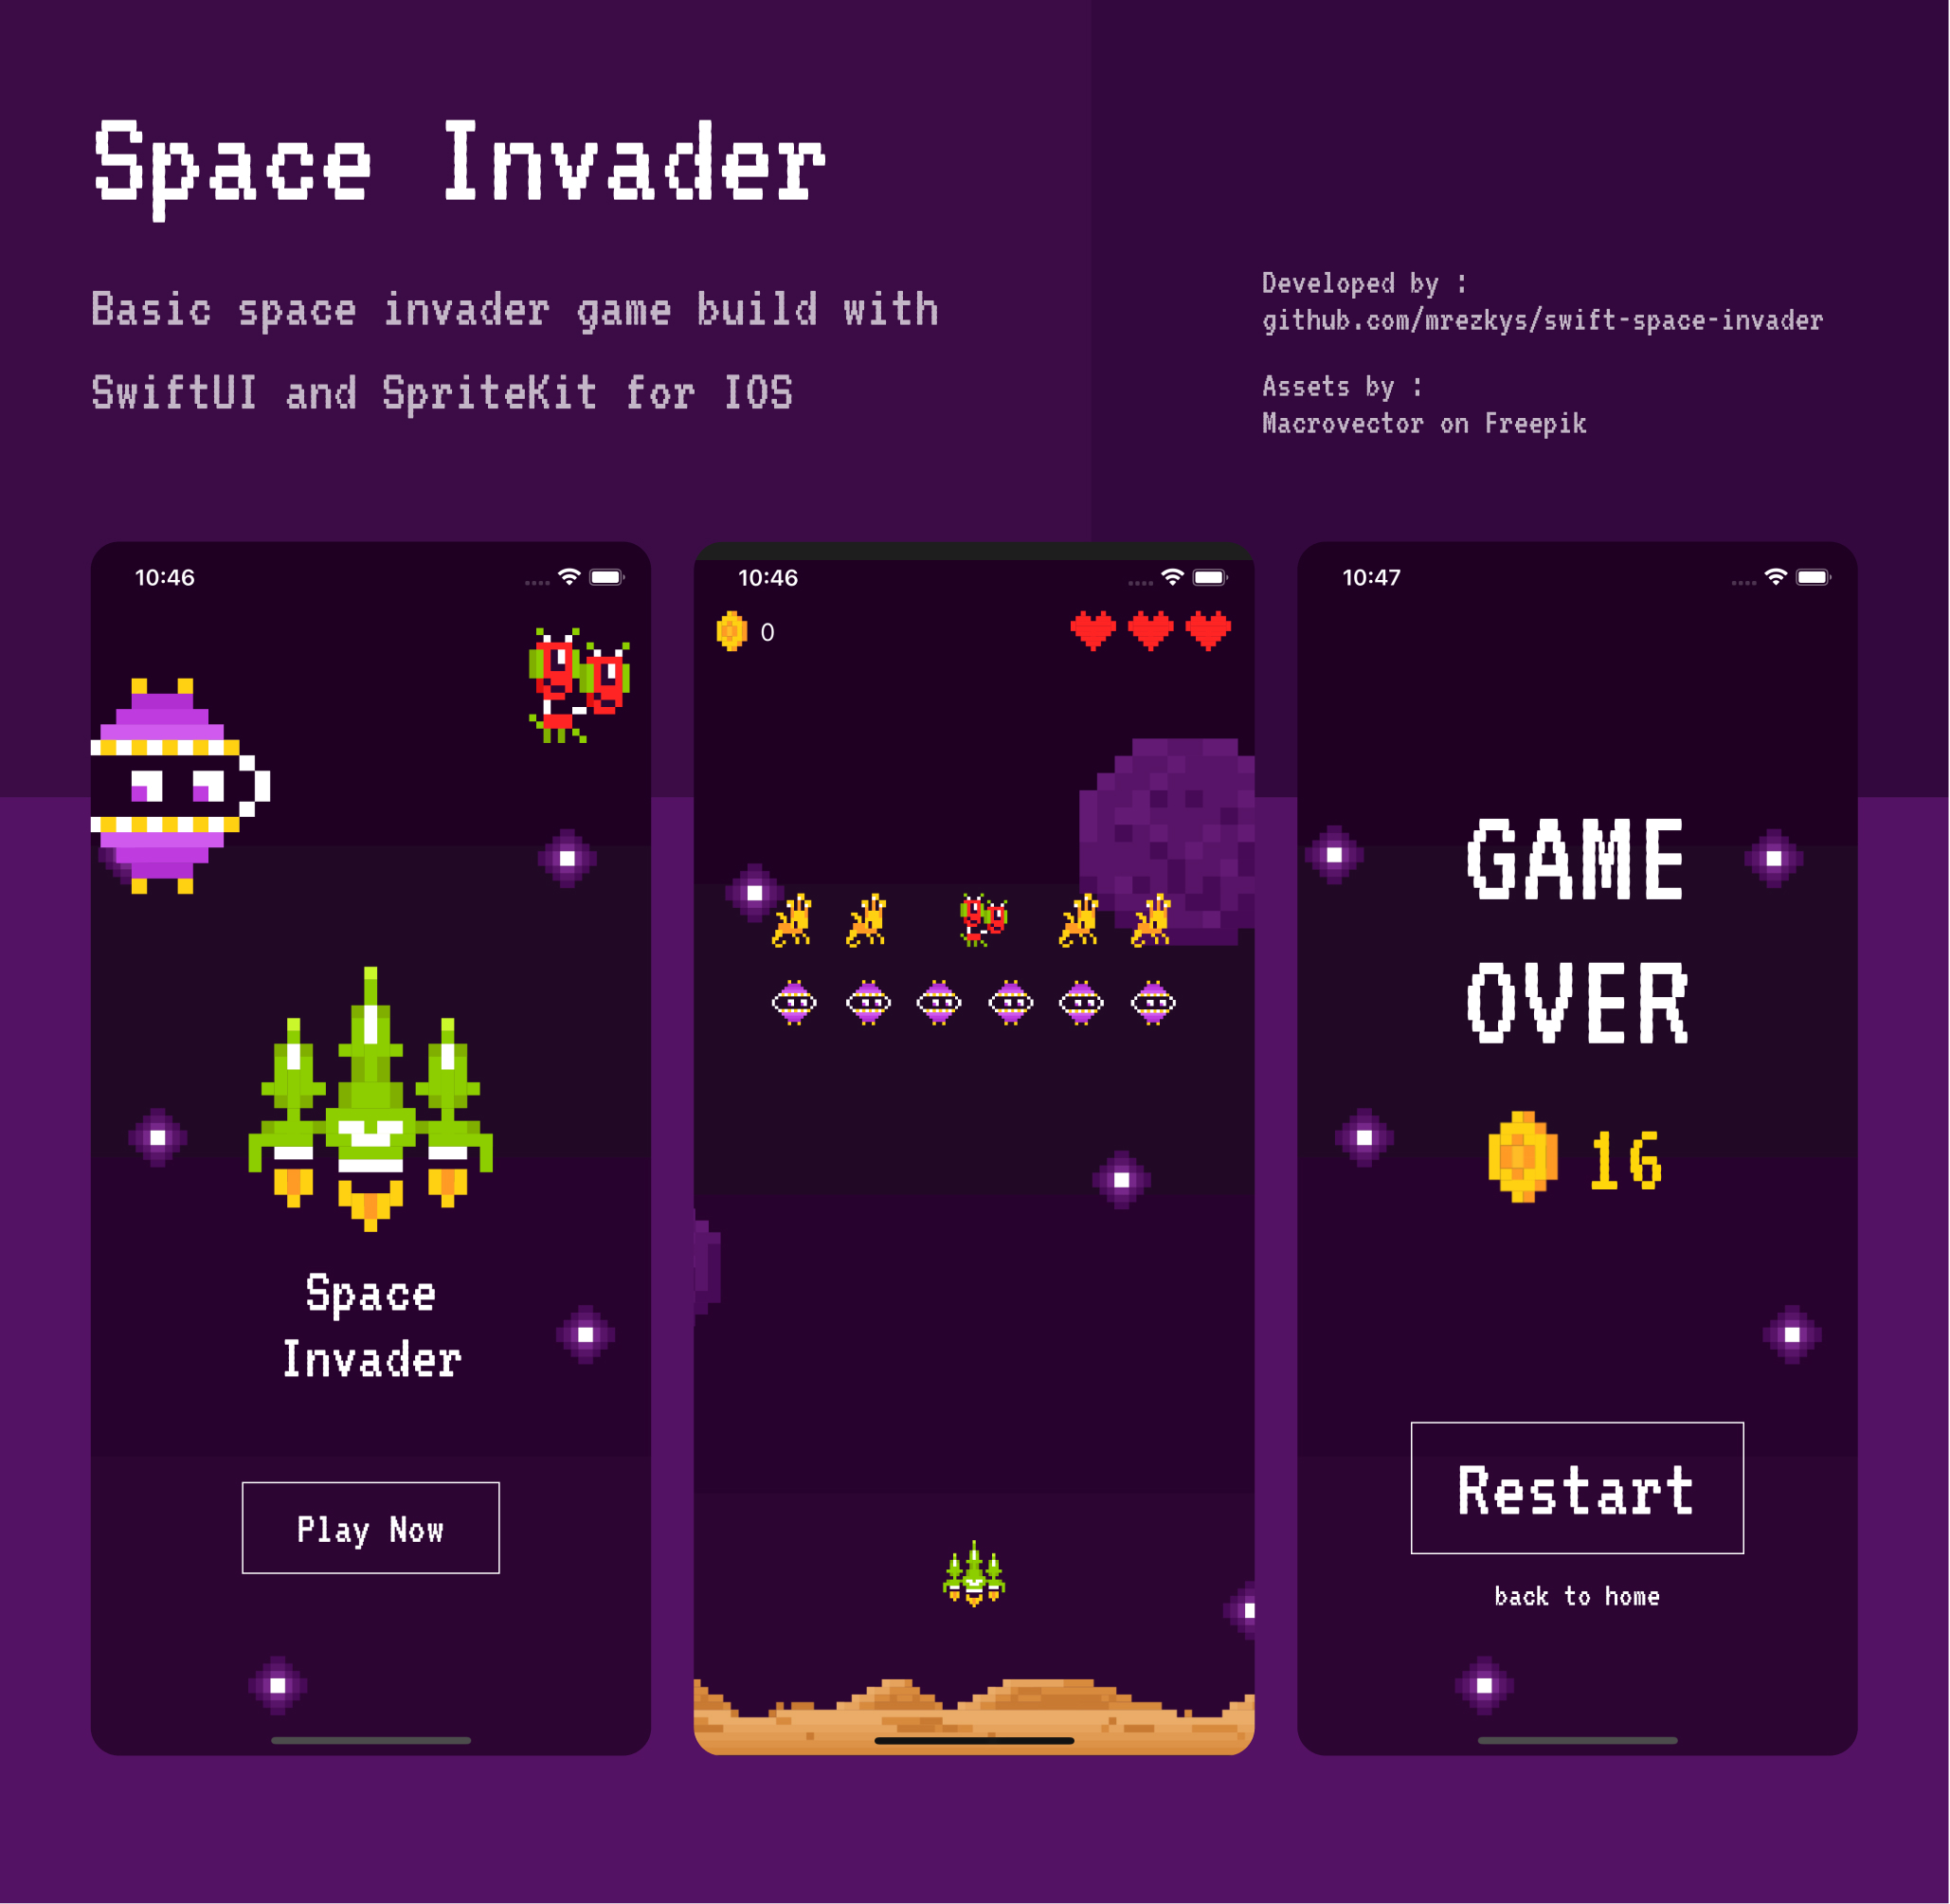 Space Invader
Basic space invader game build with
SwiftUI and SpriteKit for IOS
Developed by :
github.com/mrezkys/swift-space-invader
Assets by :
Macrovector on Freepik
10:46
Space
Invader
Play Now
10:46
0
10:47
GAME
OVER
16
Restart
back to home